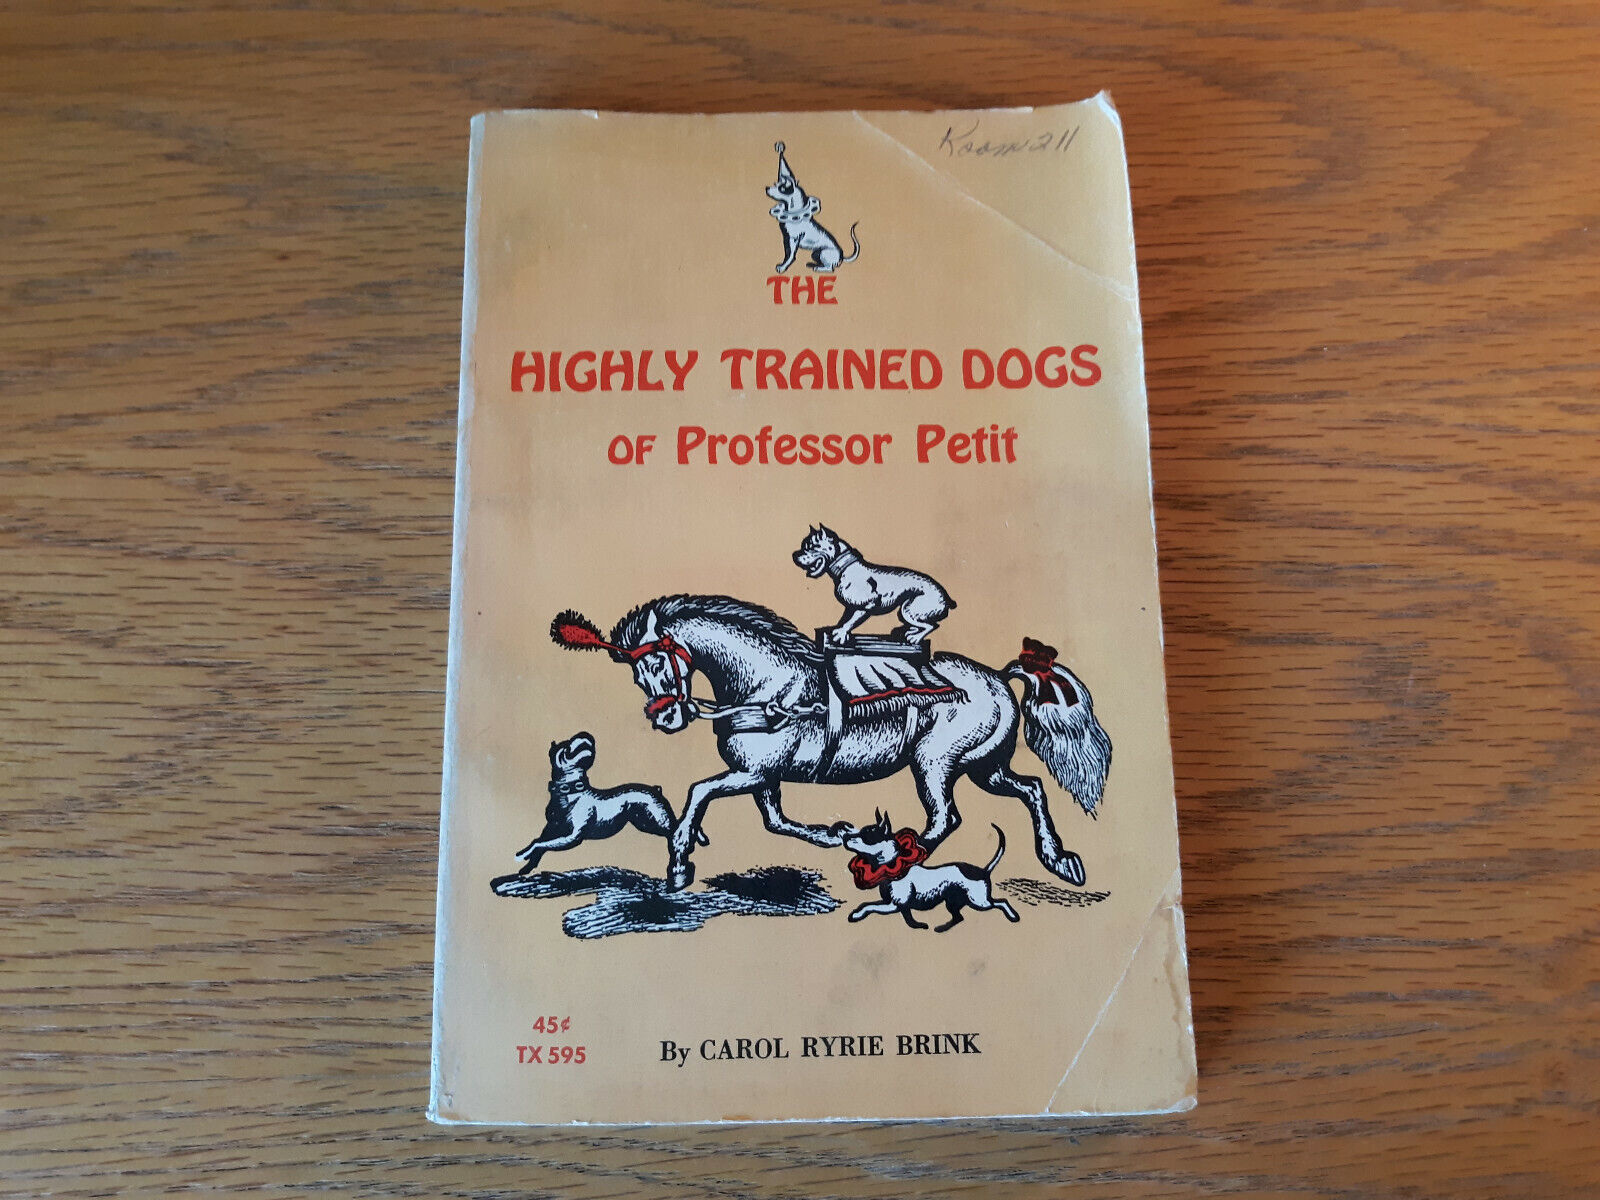 Room 211
THE
HIGHLY TRAINED DOGS
OF Professor Petit
45¢
TX 595
By CAROL RYRIE BRINK